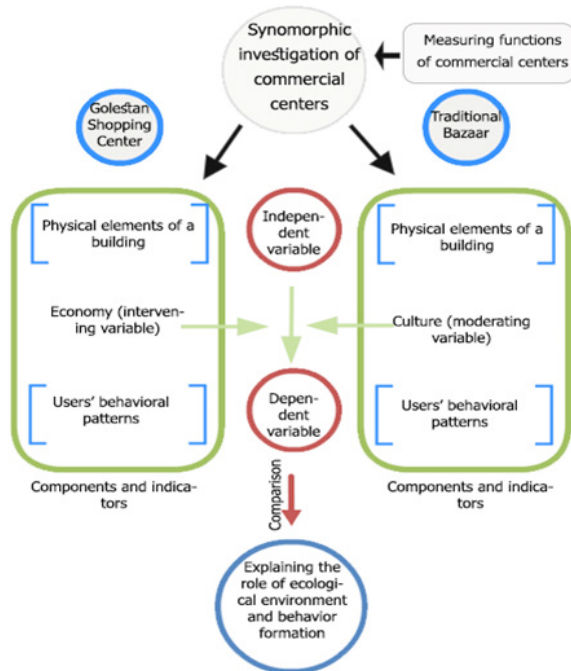 Synomorphic
investigation of
commercial
centers
Measuring functions
of commercial centers
Golestan
Shopping
Center
Traditional
Bazaar
Physical elements of a
building
Economy (interven-
ing variable)
Users' behavioral
patterns
Components and indica-
tors
Indepen-
dent
variable
Depen-
dent
variable
Comparison
Explaining the
role of ecologi-
cal environment
and behavior
formation
Physical elements of a
building
Culture (moderating
variable)
Users' behavioral
patterns
Components and indica-
tors